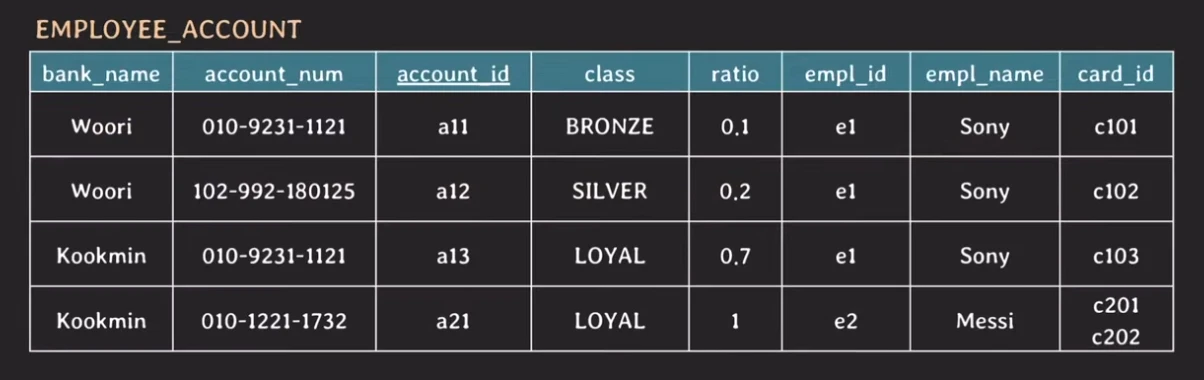 EMPLOYEE_ACCOUNT
bank_name account_num account_id class ratio empl_id empl_name card_id
Woori 010-9231-1121 a11 BRONZE 0.1 e1 Sony c101
Woori 102-992-180125 a12 SILVER 0.2 e1 Sony c102
Kookmin 010-9231-1121 a13 LOYAL 0.7 e1 Sony c103
Kookmin 010-1221-1732 a21 LOYAL 1 e2 Messi c201
c202